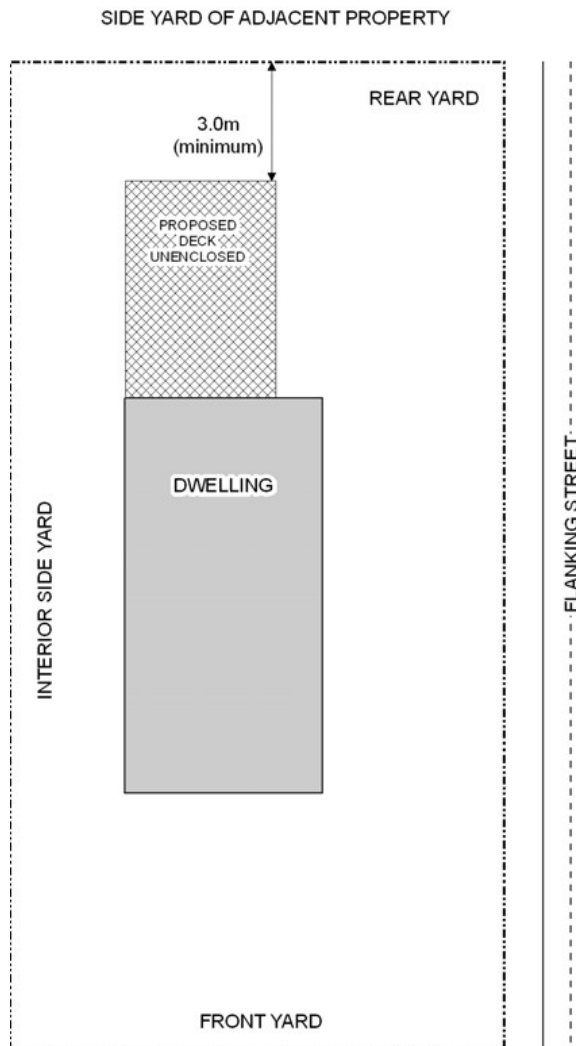 SIDE YARD OF ADJACENT PROPERTY
REAR YARD
3.0m
(minimum)
PROPOSED
DECK
UNENCLOSED
DWELLING
INTERIOR SIDE YARD
FLANKING STREET
FRONT YARD